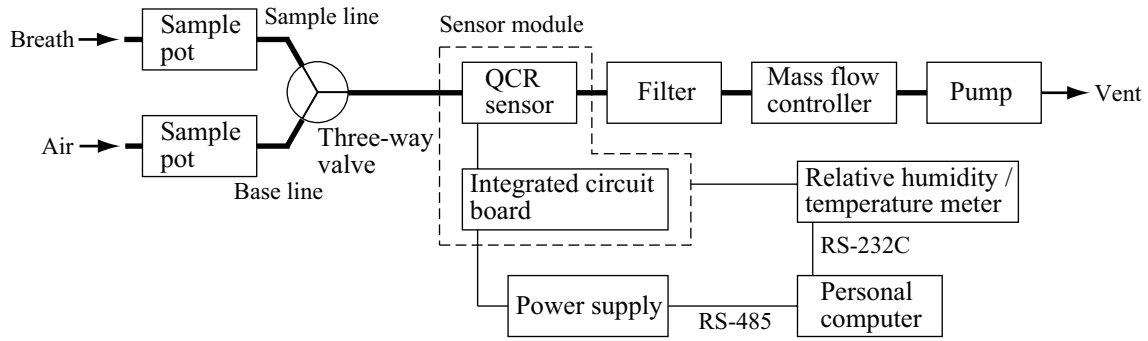 Sample line
Sensor module
Breath
Sample
pot
QCR
sensor
Filter
Mass flow
controller
Pump
Vent
Air
Sample
pot
Three-way
valve
Base line
Integrated circuit
board
Relative humidity /
temperature meter
RS-232C
Power supply
RS-485
Personal
computer